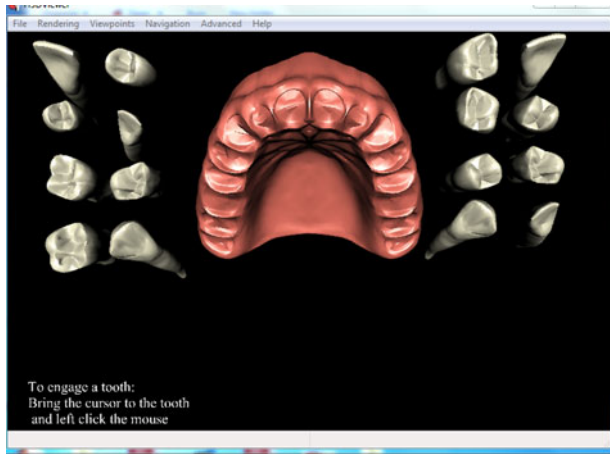 File Rendering Viewpoints Navigation Advanced Help
To engage a tooth:
Bring the cursor to the tooth
and left click the mouse